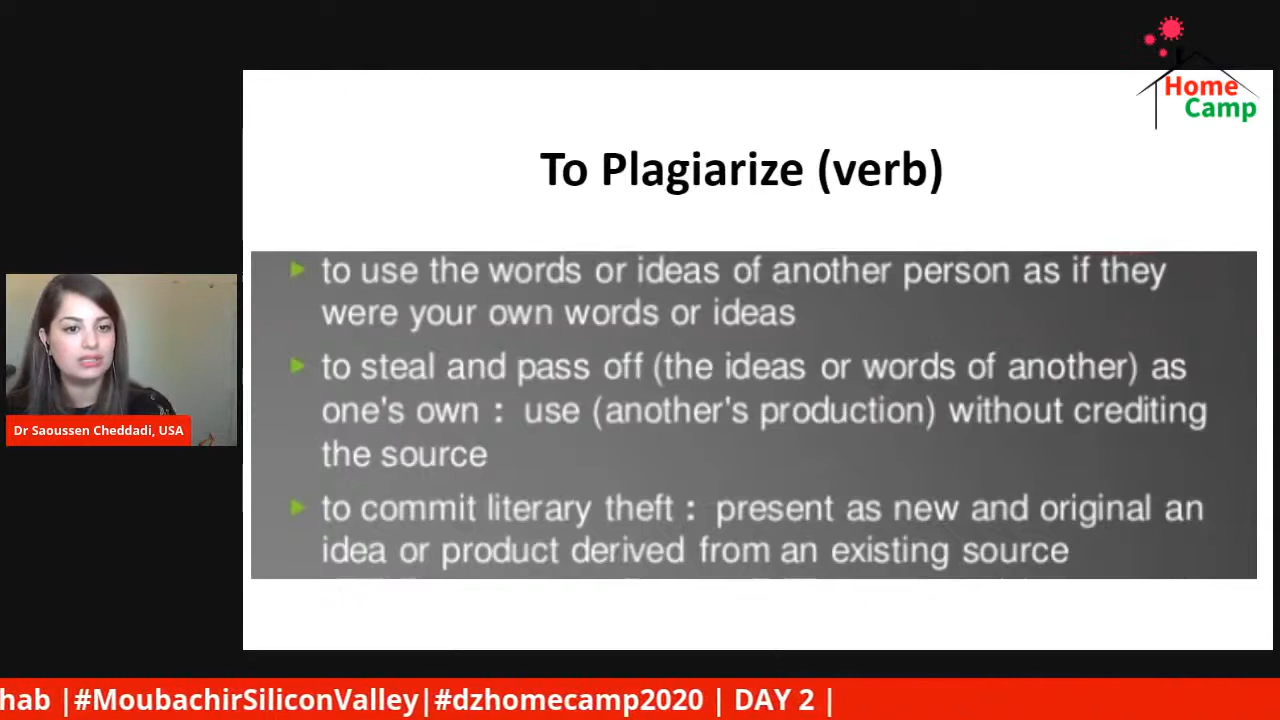 Home
Camp
To Plagiarize (verb)
to use the words or ideas of another person as if they
were your own words or ideas
to steal and pass off (the ideas or words of another) as
one's own : use (another's production) without crediting
the source
to commit literary theft : present as new and original an
idea or product derived from an existing source
Dr Saoussen Cheddadi, USA
hab |#MoubachirSiliconValley|#dzhomecamp2020 | DAY 2 |